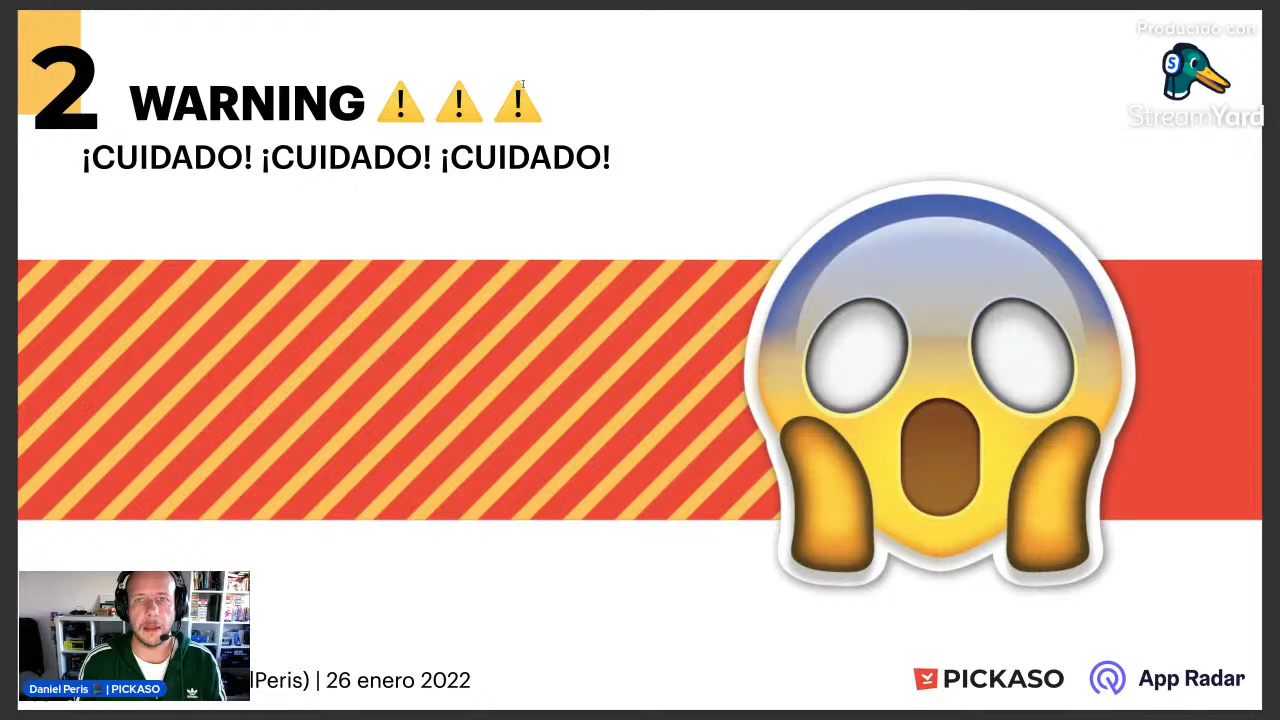 2
WARNING ⚠️ ⚠️ ⚠️
¡CUIDADO! ¡CUIDADO! ¡CUIDADO!
Producido con
S
StreamYard
Daniel Peris | PICKASO
lPeris) | 26 enero 2022
PICKASO
App Radar